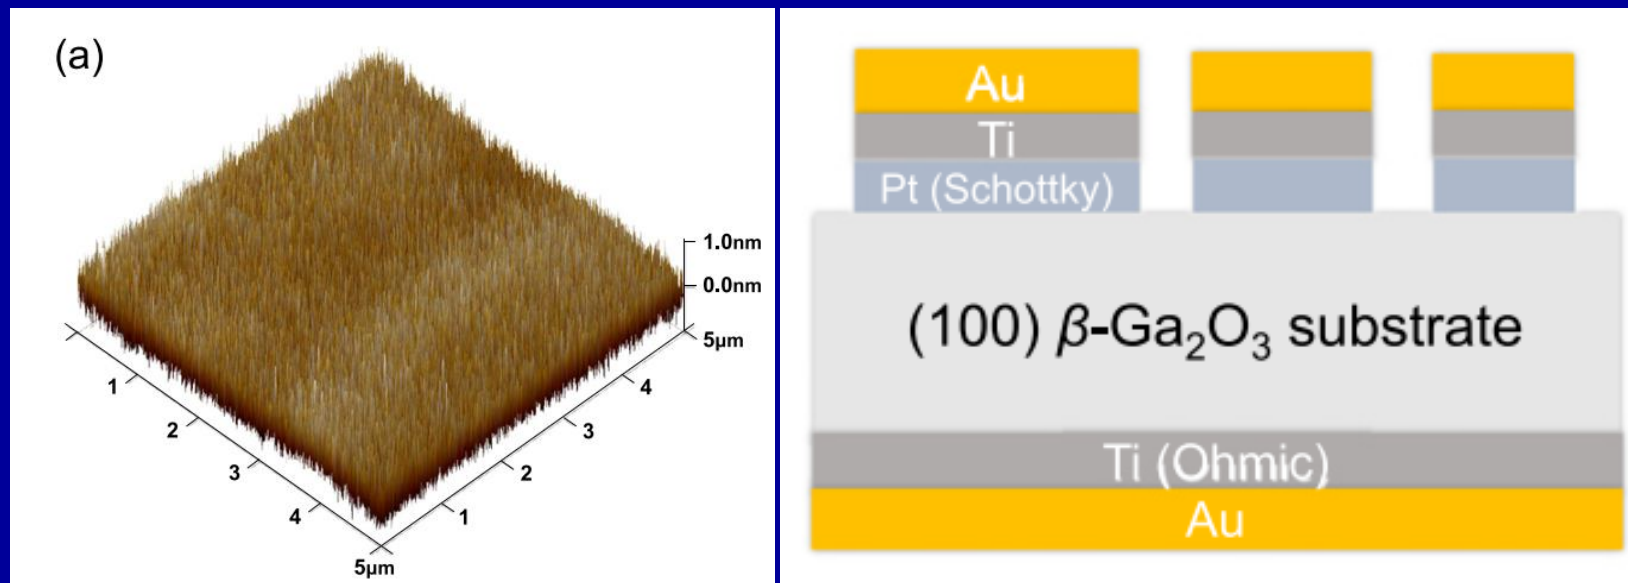 (a)
1.0nm
0.0nm
5μm
4
3
2
1
1
2
3
4
5μm
Au
Ti
Pt (Schottky)
(100) β-Ga₂O₃ substrate
Ti (Ohmic)
Au